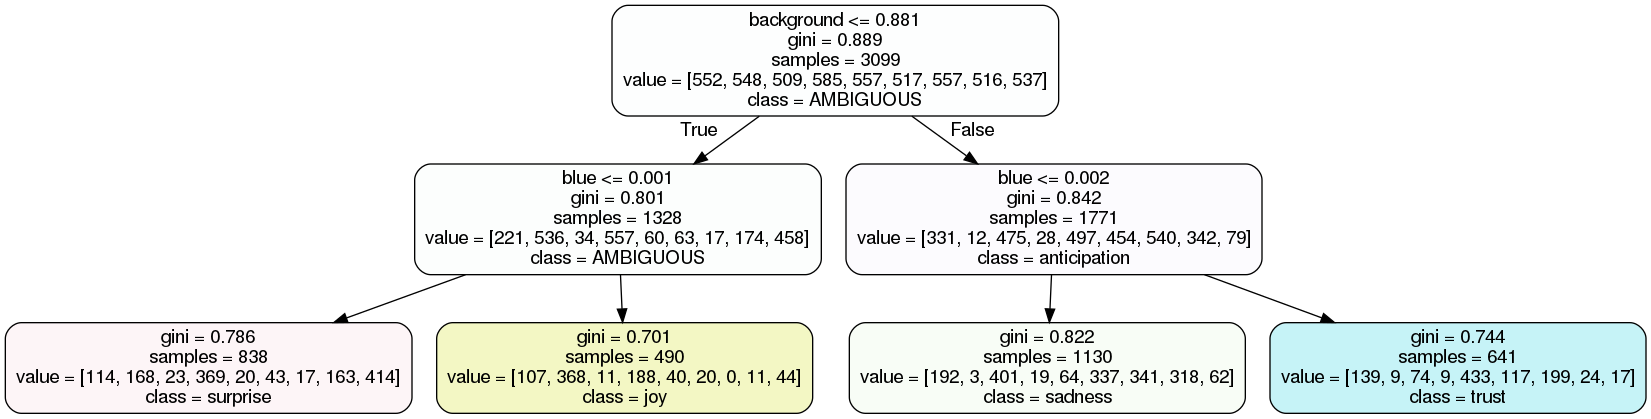 background <= 0.881
gini = 0.889
samples = 3099
value = [552, 548, 509, 585, 557, 517, 557, 516, 537]
class = AMBIGUOUS
True
False
blue <= 0.001
gini = 0.801
samples = 1328
value = [221, 536, 34, 557, 60, 63, 17, 174, 458]
class = AMBIGUOUS
blue <= 0.002
gini = 0.842
samples = 1771
value = [331, 12, 475, 28, 497, 454, 540, 342, 79]
class = anticipation
gini = 0.786
samples = 838
value = [114, 168, 23, 369, 20, 43, 17, 163, 414]
class = surprise
gini = 0.701
samples = 490
value = [107, 368, 11, 188, 40, 20, 0, 11, 44]
class = joy
gini = 0.822
samples = 1130
value = [192, 3, 401, 19, 64, 337, 341, 318, 62]
class = sadness
gini = 0.744
samples = 641
value = [139, 9, 74, 9, 433, 117, 199, 24, 17]
class = trust